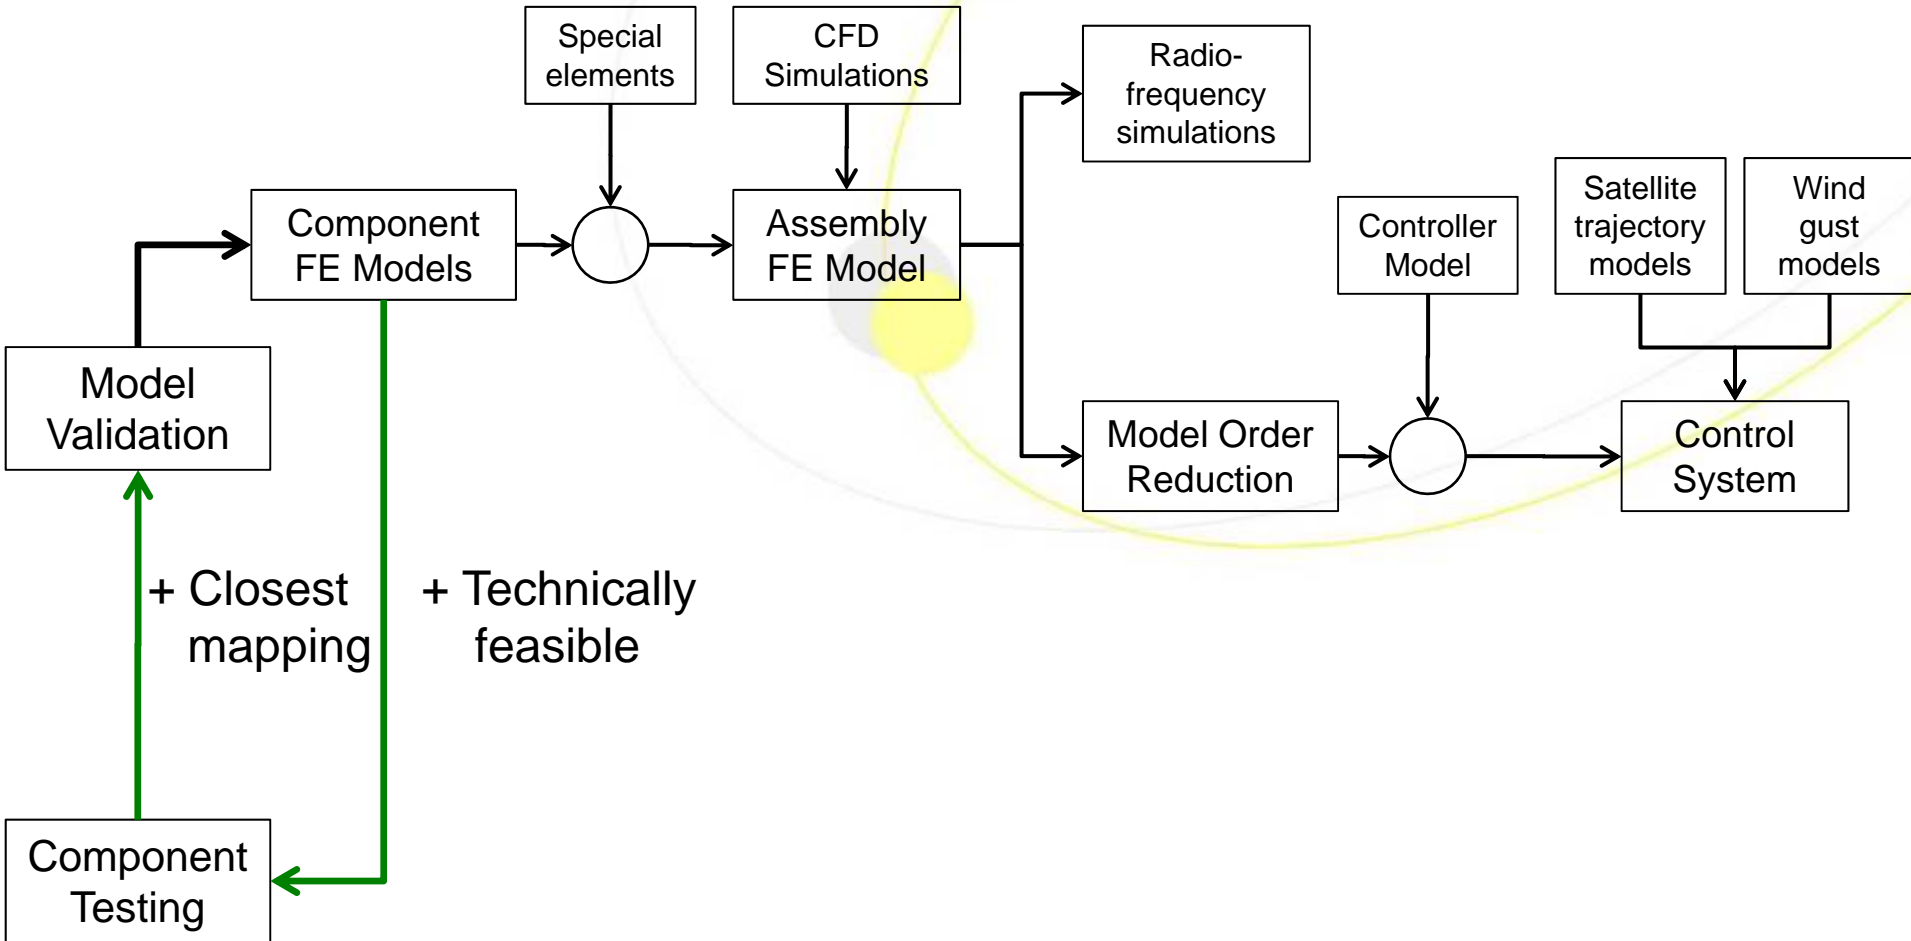 Special
elements
CFD
Simulations
Radio-
frequency
simulations
Component
FE Models
Assembly
FE Model
Controller
Model
Satellite
trajectory
models
Wind
gust
models
Model
Validation
Model Order
Reduction
Control
System
+ Closest
mapping
+ Technically
feasible
Component
Testing